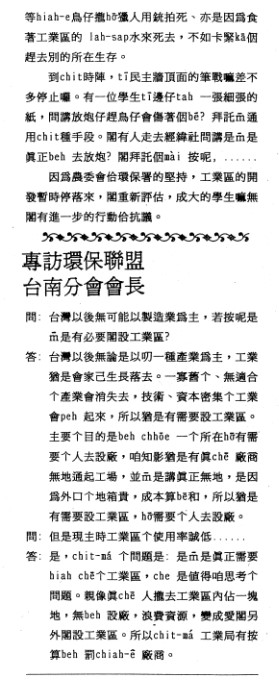 等hiah-e鳥仔攏hō͘獵人用銃拍死、亦是因爲食
著工業區的 lah-sap水來死去,不如卡緊kā個
趕去別的所在生存。
到chit時陣,tī民主牆頂面的筆戰嘛差不
多停止囉。有一位學生tī邊仔tah 一張細張的
紙,問講放炮仔趕鳥仔會傷著個bē? 拜託m̄通
用chit種手段。閣有人走去經緯社問講是m̄是
眞正beh 去放炮? 閣拜託個mài 按呢,......
因爲農委會佮環保署的堅持,工業區的開
發暫時停落來,閣重新評估,成大的學生嘛無
閣有進一步的行動佮抗議。
專訪環保聯盟
台南分會會長
問: 台灣以後無可能以製造業爲主,若按呢是
m̄是有必要閣設工業區?
答: 台灣以後無論是以叨一種產業爲主,工業
猶是會家己生長落去。一寡舊个、無適合
个產業會消失去,技術、資本密集个工業
會peh 起來,所以猶是有需要設工業區。
主要个目的是beh chhōe 一个所在hō͘有需
要个人去設廠,咱知影猶是有眞chē 廠商
無地通起工場,並m̄是講眞正無地,是因
爲外口个地箱貴,成本算bē和,所以猶是
有需要設工業區,hō͘需要个人去設廠。
問: 但是現主時工業區个使用率誠低......
答: 是,chit-má 个問題是: 是m̄是眞正需要
hiah chē个工業區,che 是値得咱思考个
問題。親像眞chē 人攏去工業區內佔一塊
地,無beh 設廠,浪費資源,變成愛閣另
外閣設工業區。所以chit-má 工業局有按
算beh 罰chiah-ê 廠商。